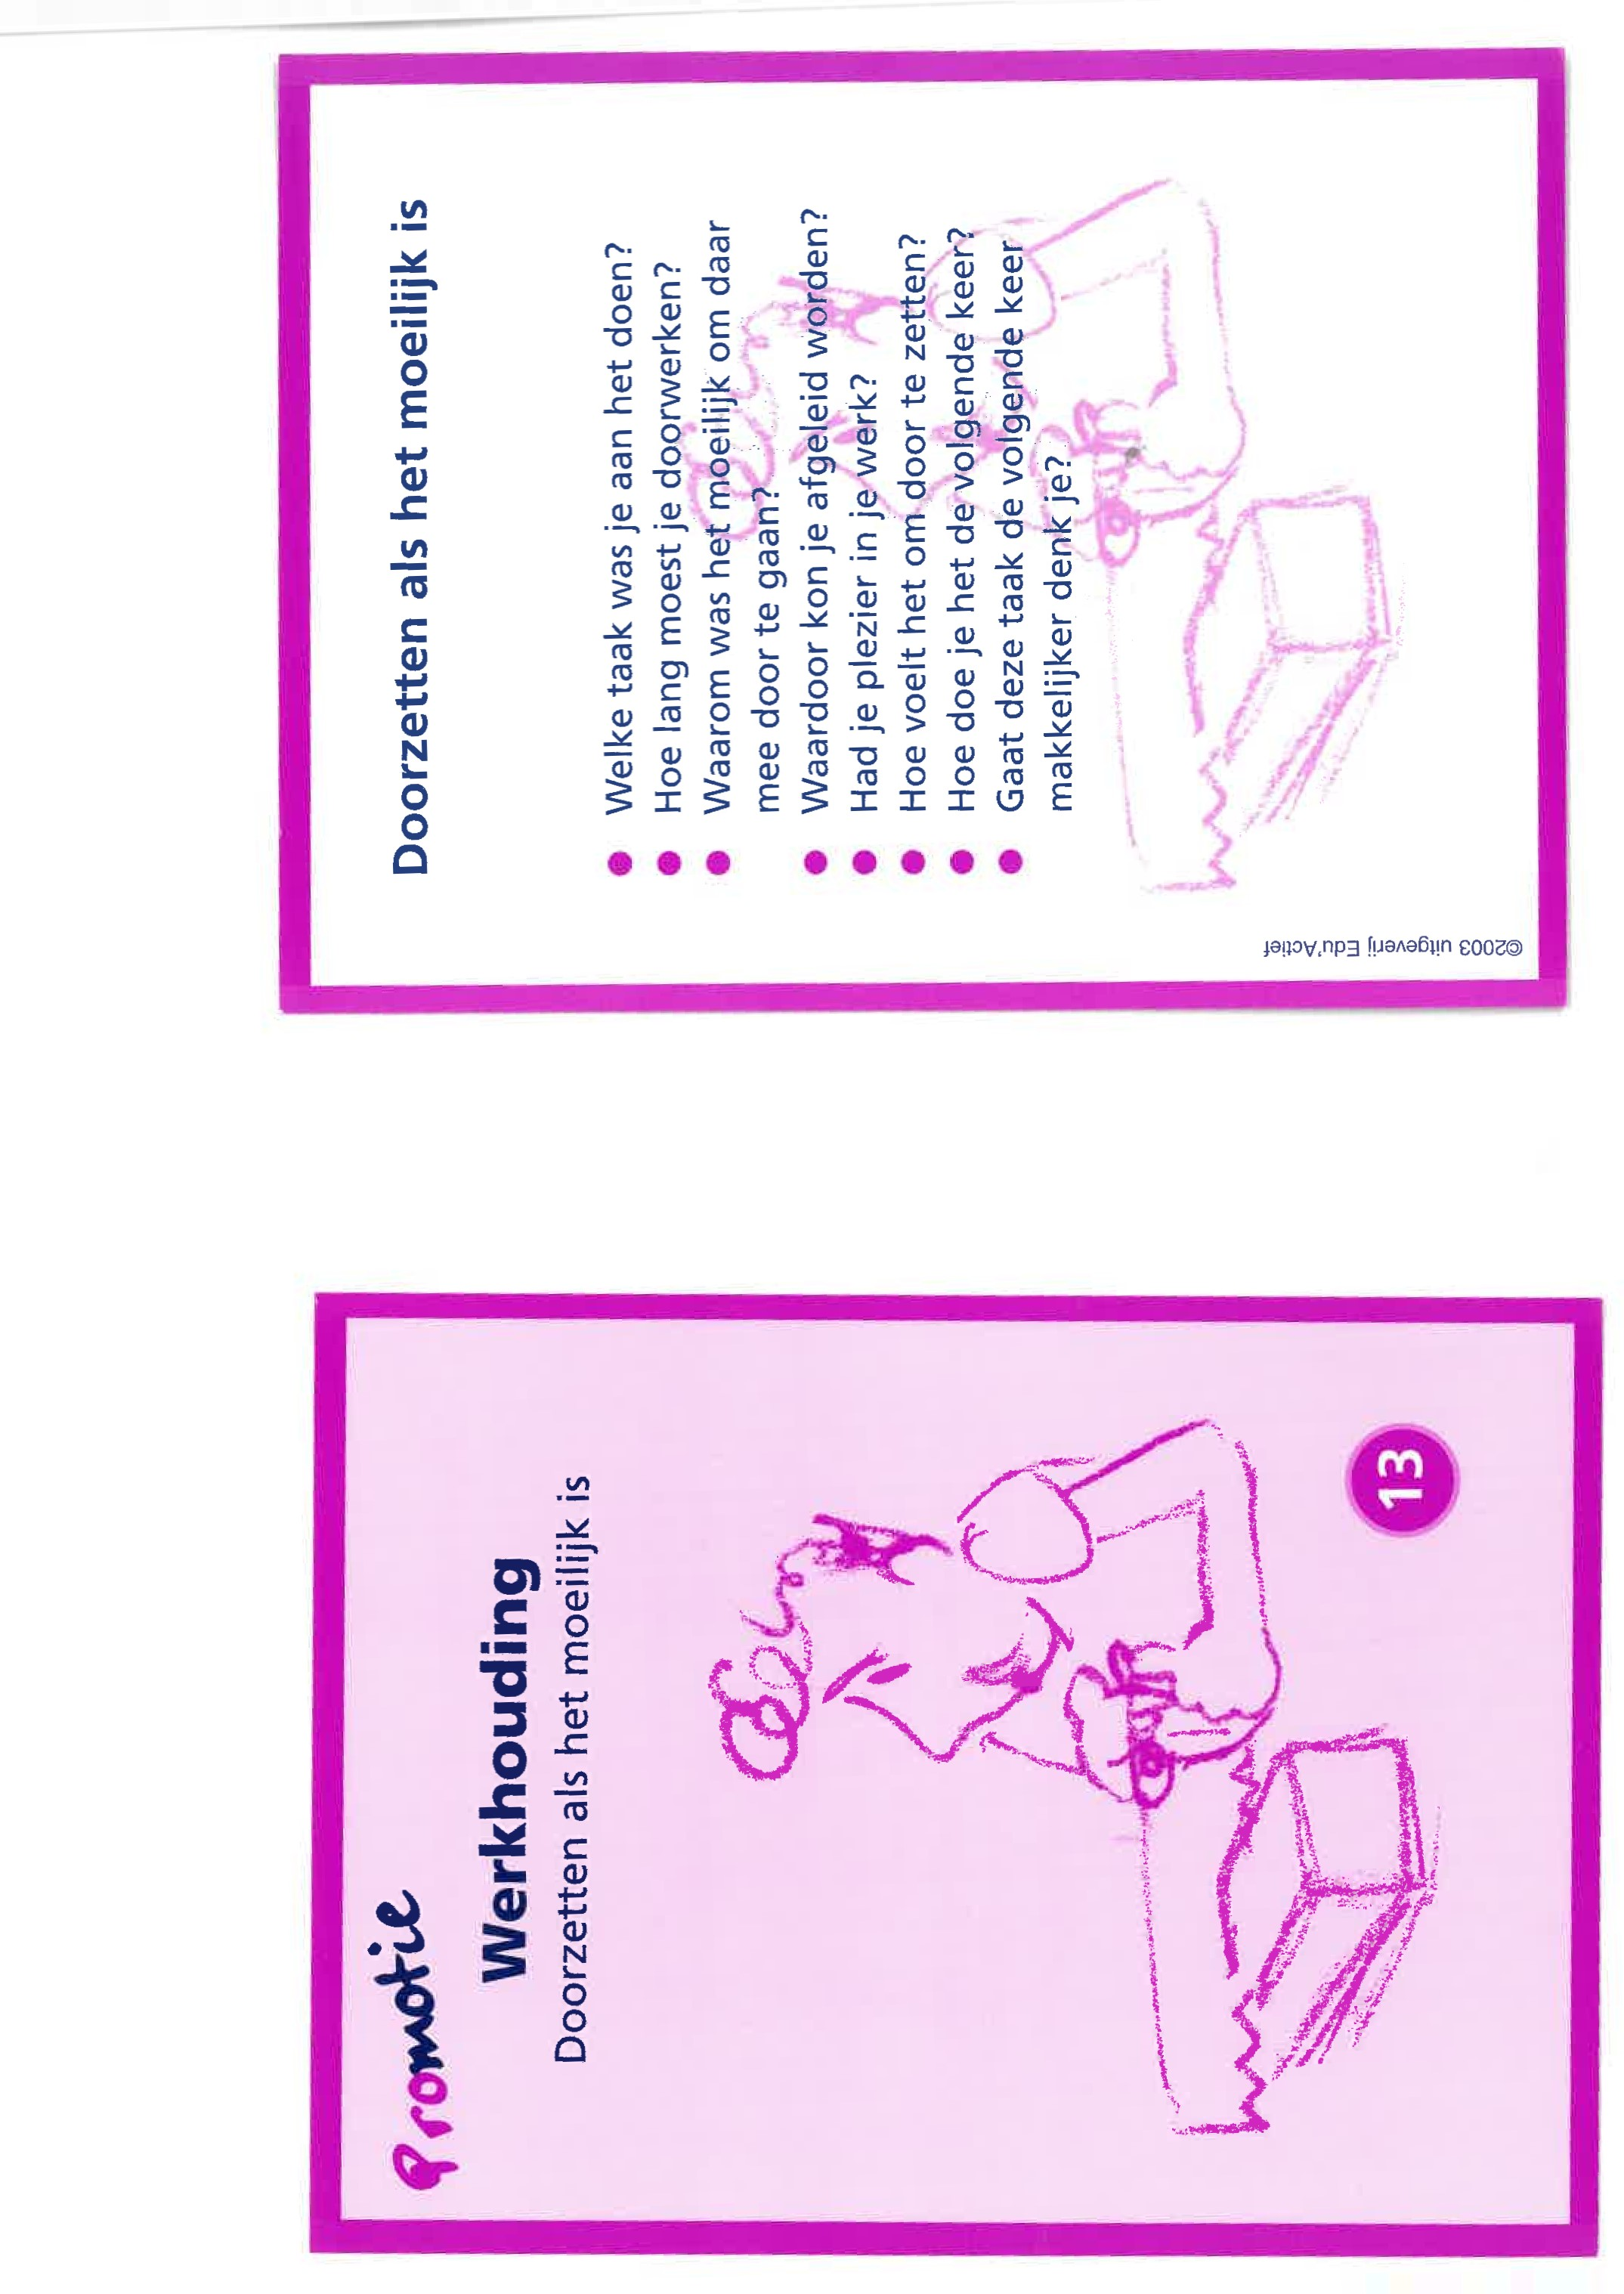 Promotie
Werkhouding
Doorzetten als het moeilijk is
13
Doorzetten als het moeilijk is
Welke taak was je aan het doen?
Hoe lang moest je doorwerken?
Waarom was het moeilijk om daar
mee door te gaan?
Waardoor kon je afgeleid worden?
Had je plezier in je werk?
Hoe voelt het om door te zetten?
Hoe doe je het de volgende keer?
Gaat deze taak de volgende keer
makkelijker denk je?
©2003 uitgeverij Edu'Actief